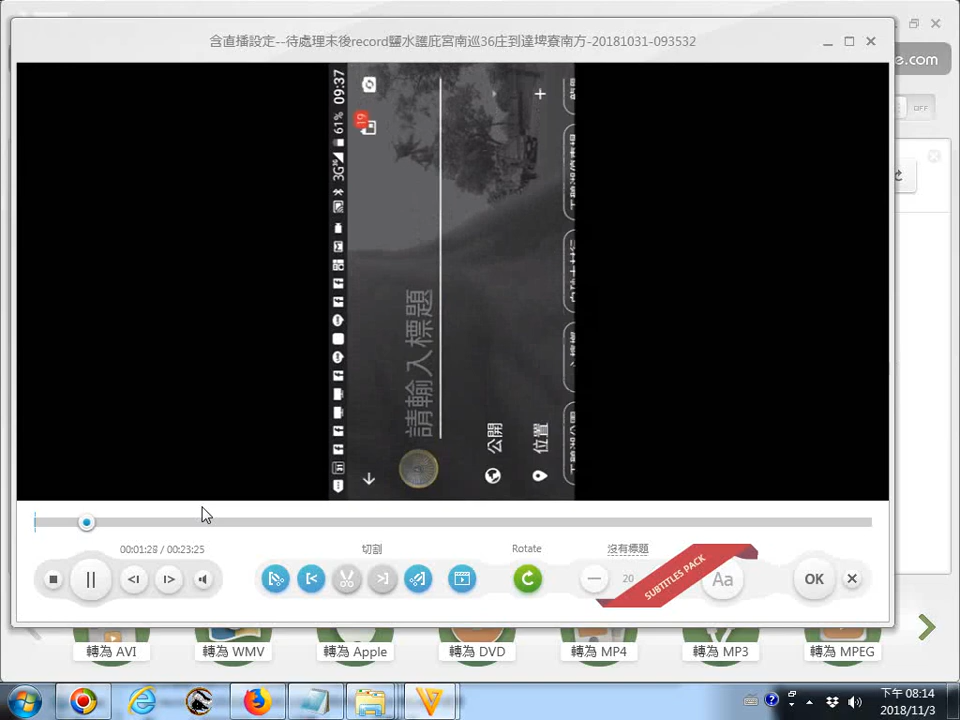 含直播設定--待處理末後record鹽水護庇宮南巡36庄到達埤寮南方-20181031-093532
e.com
OFF
3G 61% 09:37
19
請輸入標題
公開
位置
31
00:01:28 / 00:23:25
切割
Rotate
沒有標題
20
SUBTITLES PACK
Aa
OK
轉為 AVI
轉為 WMV
轉為 Apple
轉為 DVD
轉為 MP4
轉為 MP3
轉為 MPEG
下午 08:14
2018/11/3